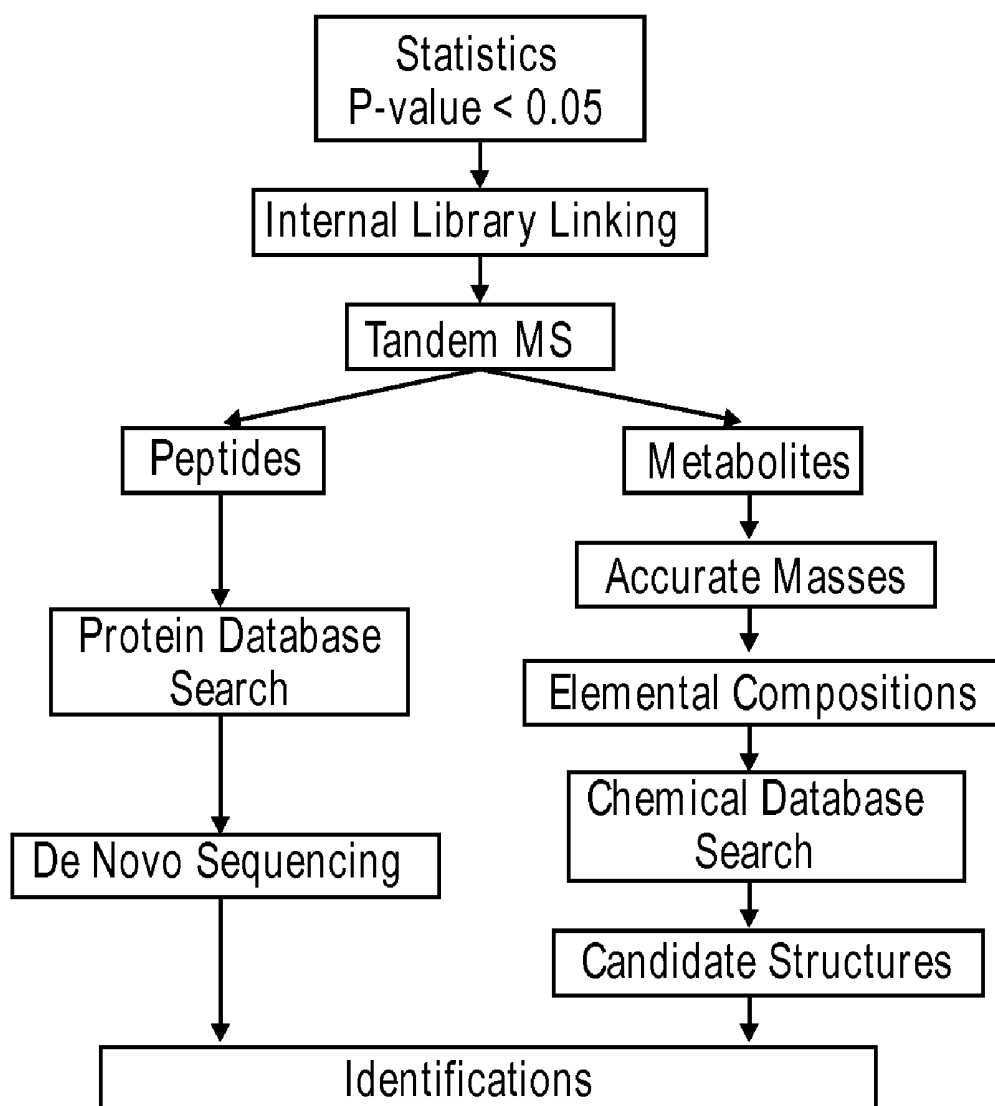 Statistics
P-value < 0.05
Internal Library Linking
Tandem MS
Peptides
Metabolites
Accurate Masses
Protein Database
Search
Elemental Compositions
Chemical Database
Search
De Novo Sequencing
Candidate Structures
Identifications